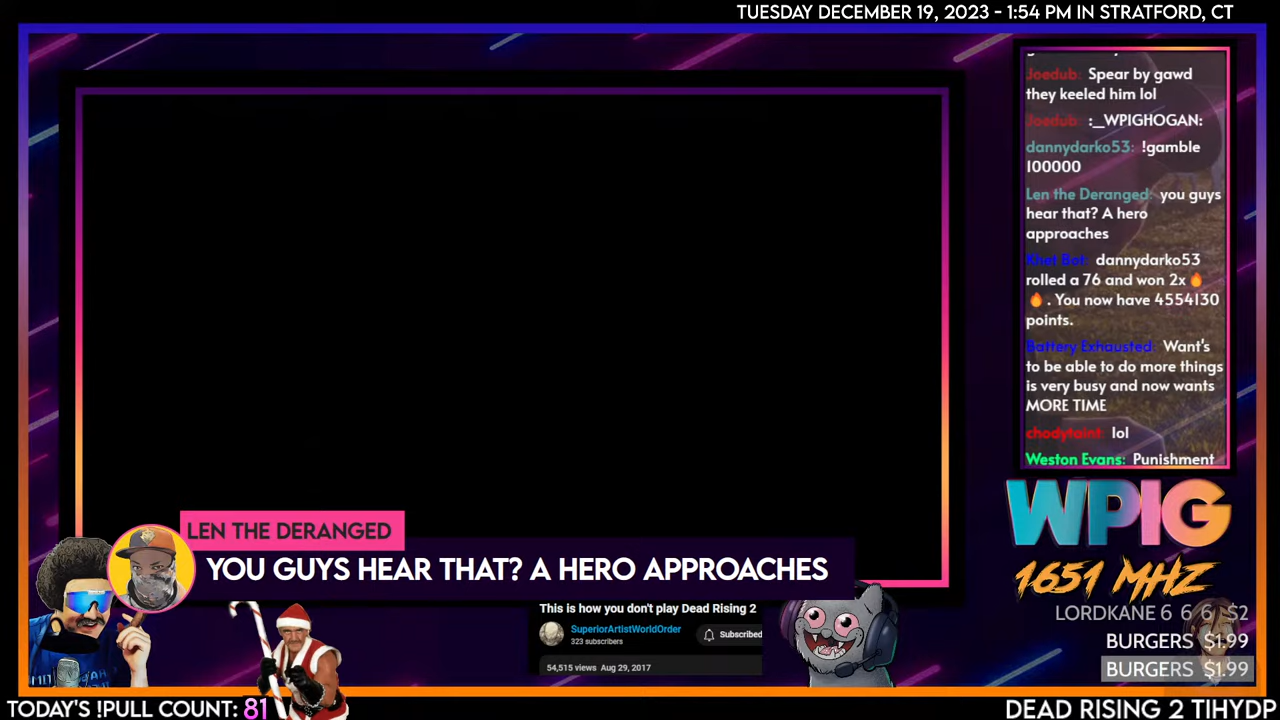 TUESDAY DECEMBER 19, 2023 - 1:54 PM IN STRATFORD, CT
Joedub: Spear by gawd
they keeled him lol
Joedub: :_WPIGHOGAN:
dannydarko53: !gamble
100000
Len the Deranged: you guys
hear that? A hero
approaches
Khet Bot: dannydarko53
rolled a 76 and won 2x🔥
🔥. You now have 4554130
points.
Battery Exhausted: Want's
to be able to do more things
is very busy and now wants
MORE TIME
chodytaint: lol
Weston Evans: Punishment
LEN THE DERANGED
YOU GUYS HEAR THAT? A HERO APPROACHES
WPIG
1651 MHZ
LORDKANE 6 6 6 $2
BURGERS $1.99
BURGERS $1.99
This is how you don't play Dead Rising 2
SuperiorArtistWorldOrder
323 subscribers
Subscribed
54,515 views Aug 29, 2017
TODAY'S !PULL COUNT: 81
DEAD RISING 2 TIHYDP